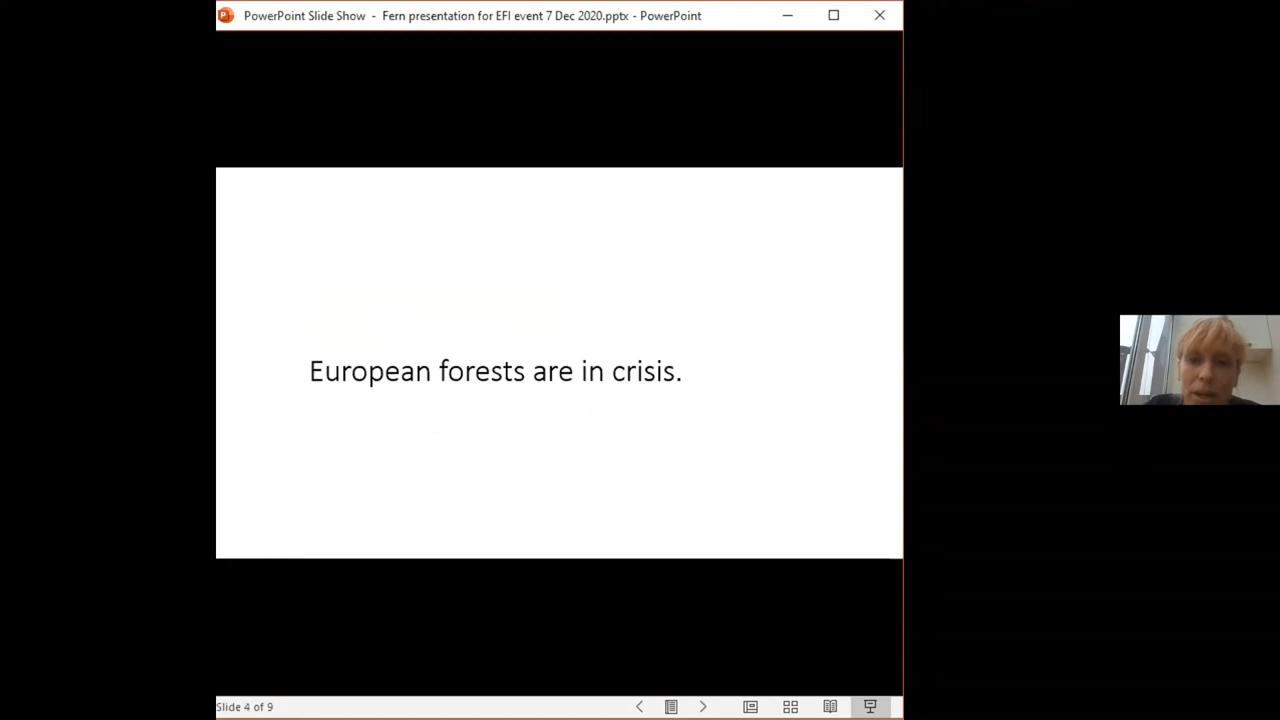 PowerPoint Slide Show - Fern presentation for EFI event 7 Dec 2020.pptx - PowerPoint
European forests are in crisis.
Slide 4 of 9